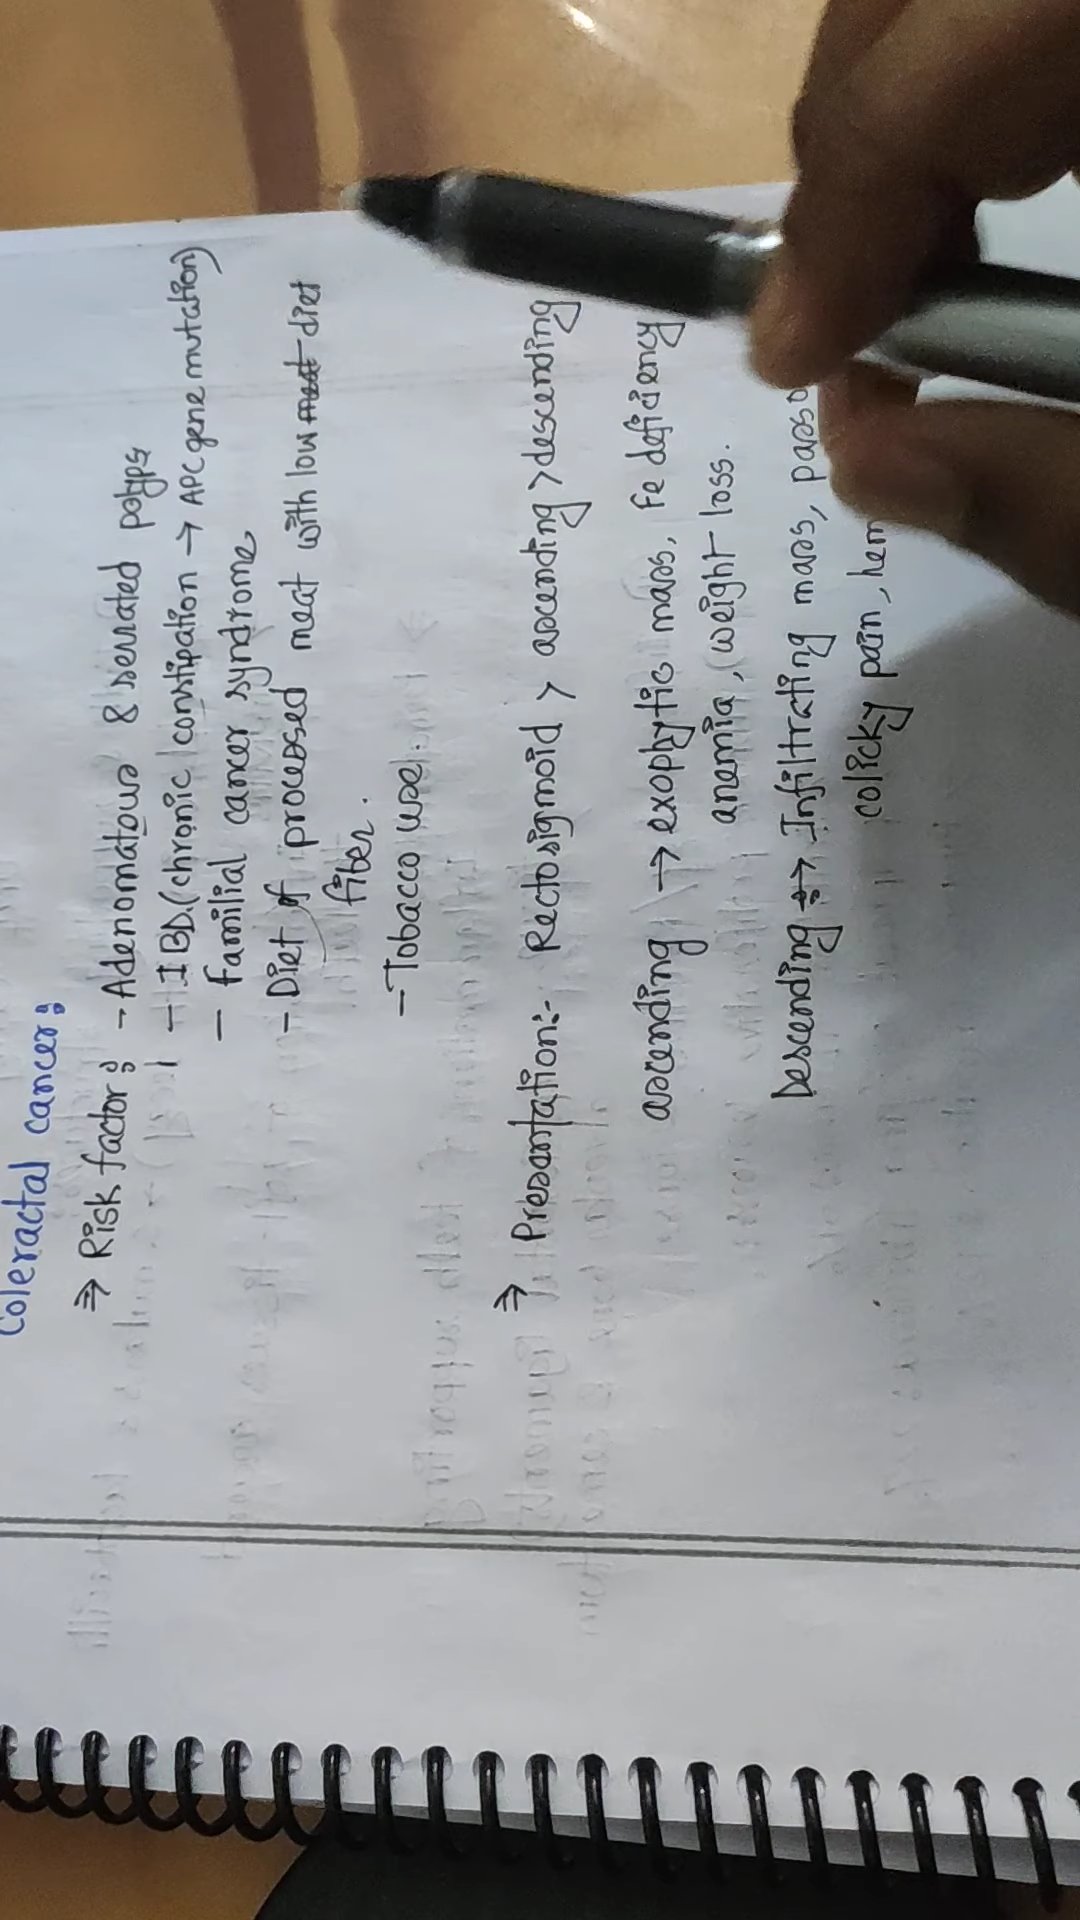 Coleractal cancer:
⇒ Risk factor: - Adenomatous & serrated polyps
- IBD.(chronic constipation → APC gene mutation)
- familial cancer syndrome
- Diet of processed meat with low meat diet
fiber.
- Tobacco use
⇒ Presentation:- Rectosigmoid > ascending > descending
ascending → exophytic mass, Fe deficiency
anemia, weight loss.
Descending → Infiltrating mass,
colicky pain,